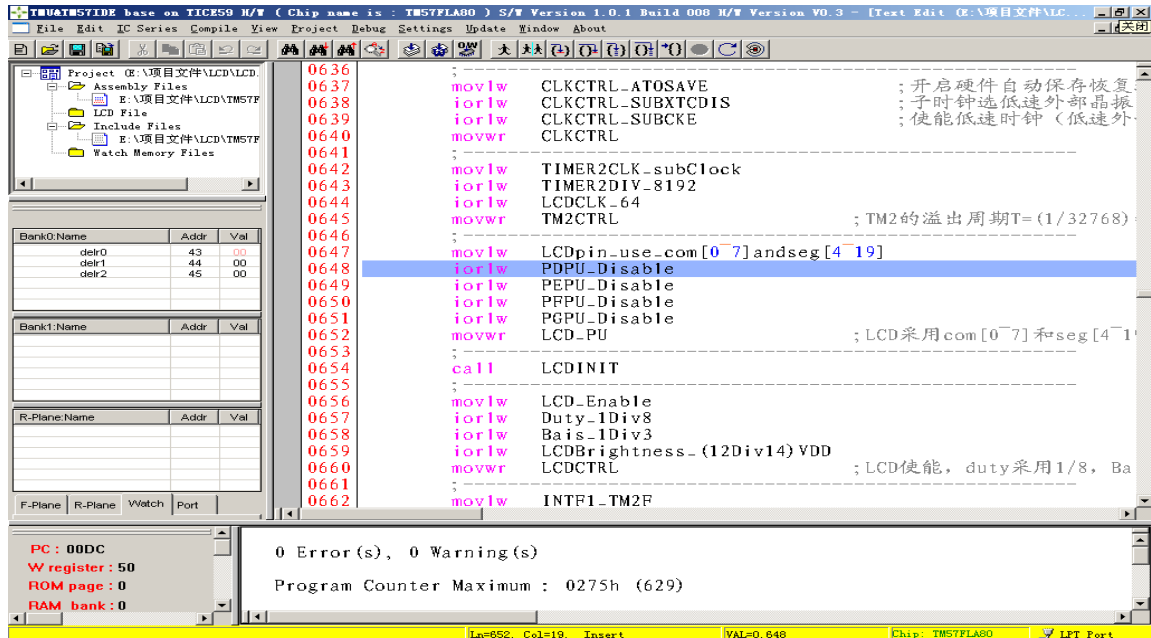 TMU&TM57IDE base on TICE59 H/W ( Chip name is : TM57FLA80 ) S/W Version 1.0.1 Build 008 H/W Version V0.3 - [Text Edit (E:\项目文件\LC...
File Edit IC Series Compile View Project Debug Settings Update Window About
关闭
Project (E:\项目文件\LCD\LCD.
Assembly Files
E:\项目文件\LCD\TM57F
LCD File
Include Files
E:\项目文件\LCD\TM57F
Watch Memory Files
Bank0:Name Addr Val
delr0 43 00
delr1 44 00
delr2 45 00
Bank1:Name Addr Val
R-Plane:Name Addr Val
F-Plane R-Plane Watch Port
0636 ;------------------------------------------------
0637 movlw CLKCTRL_ATOSAVE ;开启硬件自动保存恢复
0638 iorlw CLKCTRL_SUBXTCDIS ;子时钟选低速外部晶振
0639 iorlw CLKCTRL_SUBCKE ;使能低速时钟（低速外
0640 movwr CLKCTRL
0641 ;------------------------------------------------
0642 movlw TIMER2CLK_subClock
0643 iorlw TIMER2DIV_8192
0644 iorlw LCDCLK_64
0645 movwr TM2CTRL ;TM2的溢出周期T=(1/32768)
0646 ;------------------------------------------------
0647 movlw LCDpin_use_com[0~7]andseg[4~19]
0648 iorlw PDPU_Disable
0649 iorlw PEPU_Disable
0650 iorlw PFPU_Disable
0651 iorlw PGPU_Disable
0652 movwr LCD_PU ;LCD采用com[0~7]和seg[4~1
0653 ;------------------------------------------------
0654 call LCDINIT
0655 ;------------------------------------------------
0656 movlw LCD_Enable
0657 iorlw Duty_1Div8
0658 iorlw Bais_1Div3
0659 iorlw LCDBrightness_(12Div14)VDD
0660 movwr LCDCTRL ;LCD使能，duty采用1/8，Ba
0661 ;------------------------------------------------
0662 movlw INTF1_TM2F
PC : 00DC
W register : 50
ROM page : 0
RAM bank : 0
0 Error(s), 0 Warning(s)
Program Counter Maximum : 0275h (629)
Ln=652, Col=19, Insert VAL=0.648 Chip: TM57FLA80 LPT Port